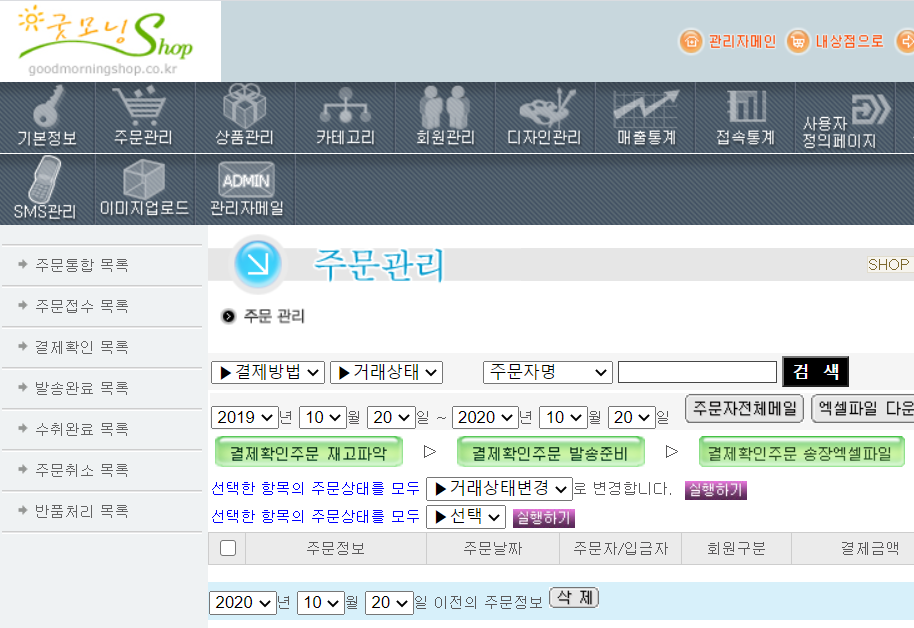 굿모닝Shop
goodmorningshop.co.kr
관리자메인 내상점으로
기본정보 주문관리 상품관리 카테고리 회원관리 디자인관리 매출통계 접속통계 사용자
정의페이지
ADMIN
SMS관리 이미지업로드 관리자메일
주문통합 목록
주문접수 목록
결제확인 목록
발송완료 목록
수취완료 목록
주문취소 목록
반품처리 목록
주문관리
SHOP
주문 관리
▶결제방법 ▶거래상태 주문자명 검 색
2019 년 10 월 20 일 ~ 2020 년 10 월 20 일 주문자전체메일 엑셀파일 다운
결제확인주문 재고파악 ▷ 결제확인주문 발송준비 ▷ 결제확인주문 송장엑셀파일
선택한 항목의 주문상태를 모두 ▶거래상태변경 로 변경합니다. 실행하기
선택한 항목의 주문상태를 모두 ▶선택 실행하기
주문정보 주문날짜 주문자/입금자 회원구분 결제금액
2020 년 10 월 20 일 이전의 주문정보 삭 제